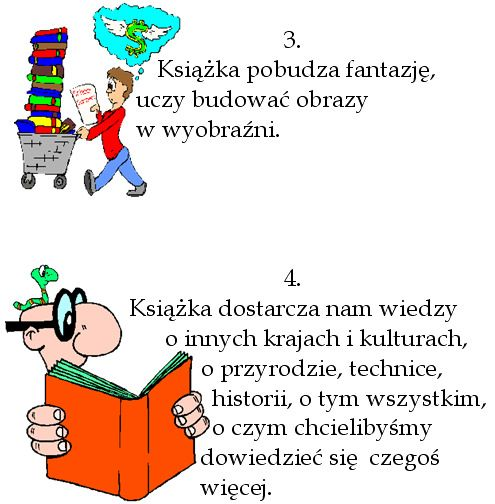 3.
Książka pobudza fantazję,
uczy budować obrazy
w wyobraźni.
4.
Książka dostarcza nam wiedzy
o innych krajach i kulturach,
o przyrodzie, technice,
historii, o tym wszystkim,
o czym chcielibyśmy
dowiedzieć się czegoś
więcej.